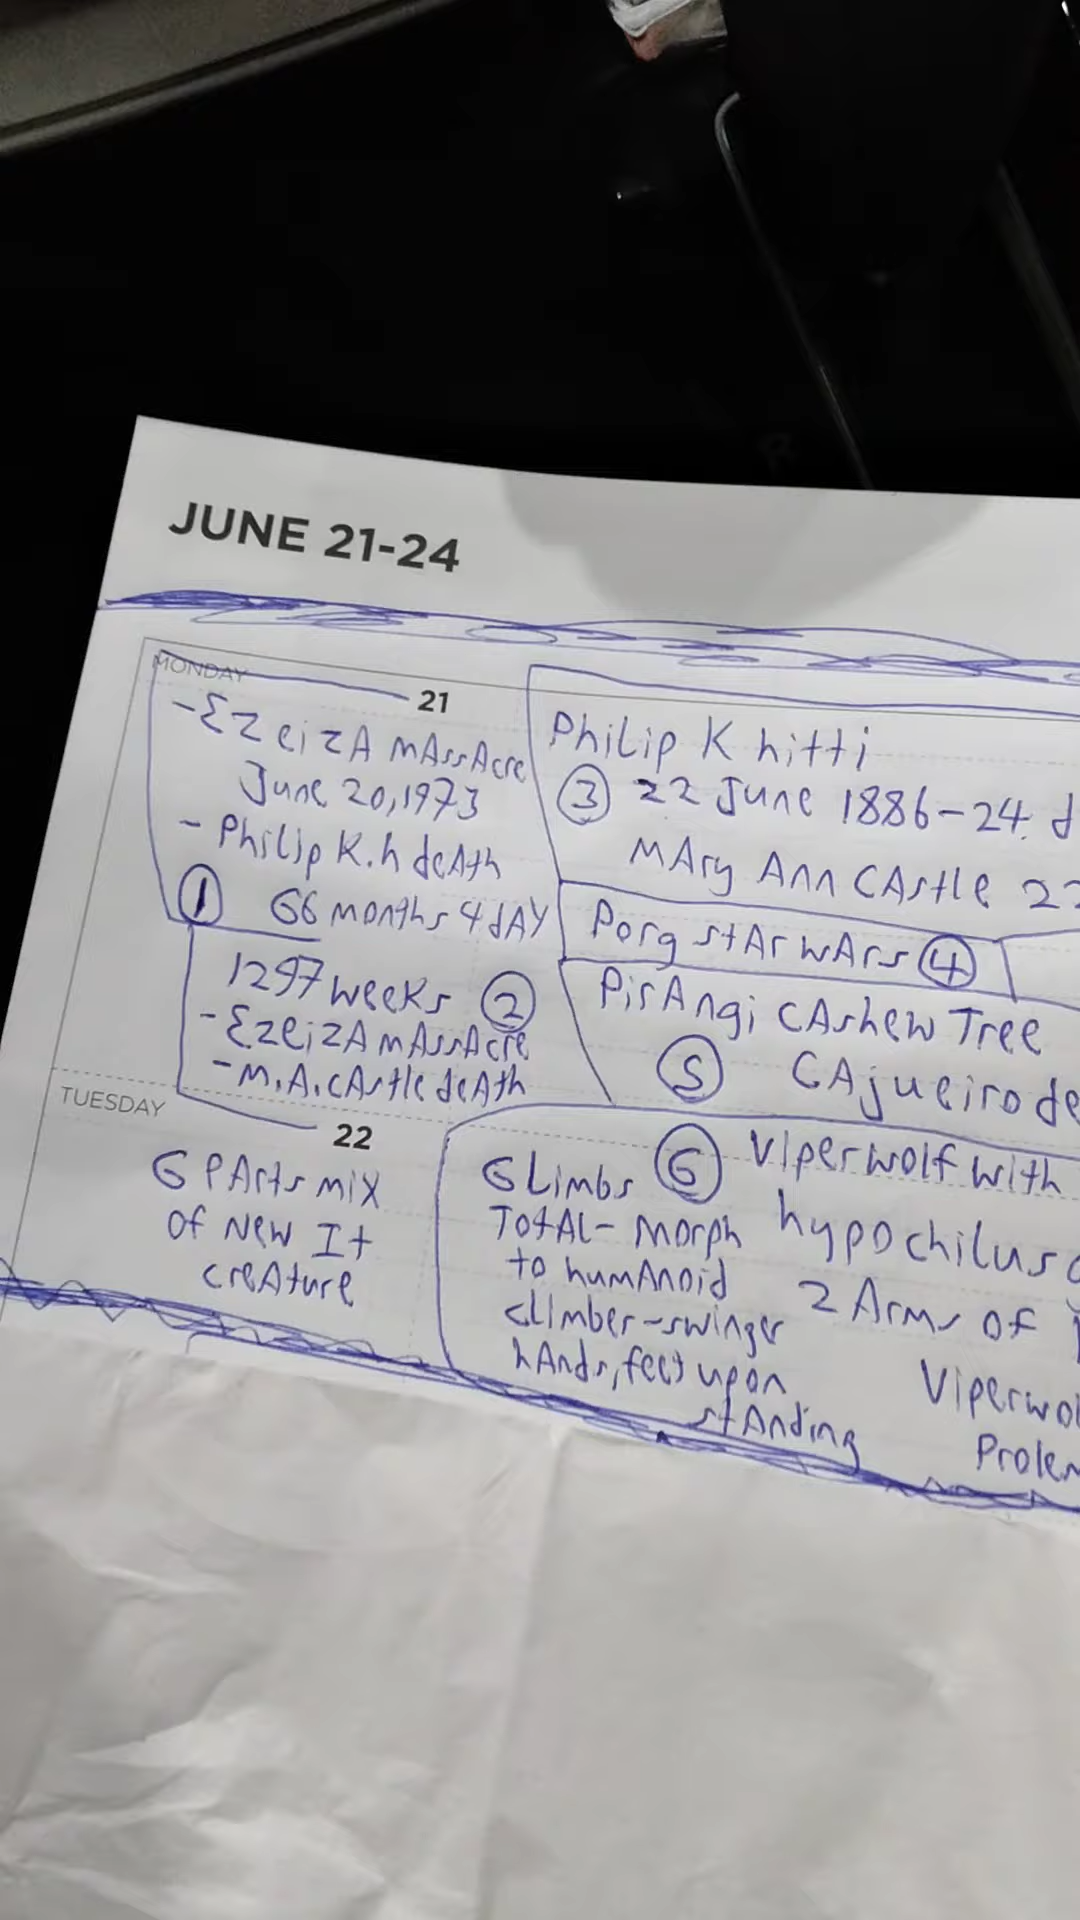 JUNE 21-24
MONDAY
21
-EZeizA mAssAcre
June 20,1973
- Philip K.h deAth
1 66 months 4 dAY
1297 weeks 2
-EzeizA mAssAcre
-M.A.cAstle deAth
TUESDAY
22
6 PArts mix
Of New It
creAture
Philip K hitti
3 22 June 1886-24. d
MAry Ann CAstle 22
Porg stAr wArs 4
PirAngi cAshew Tree
5 CAjueiro de
6 Limbs 6
TotAl- morph
to humAnoid
climber-swinger
hAnds, feet upon
stAnding
Viperwolf with
hypochilus
2 Arms of
Viperwol